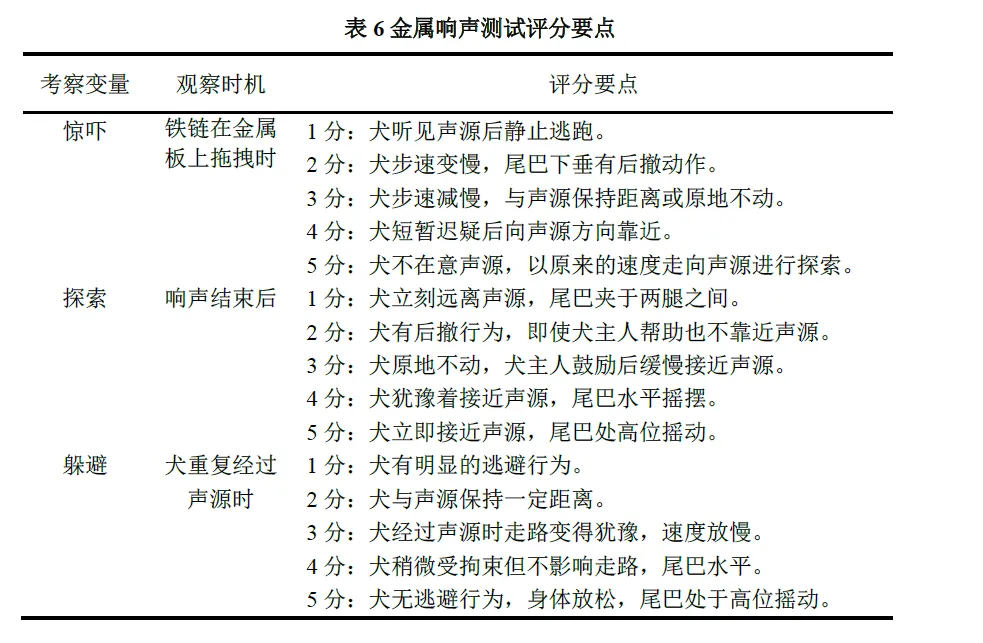 表 6 金属响声测试评分要点
考察变量 观察时机 评分要点
惊吓 铁链在金属板上拖拽时 1 分：犬听见声源后静止逃跑。
2 分：犬步速变慢，尾巴下垂有后撤动作。
3 分：犬步速减慢，与声源保持距离或原地不动。
4 分：犬短暂迟疑后向声源方向靠近。
5 分：犬不在意声源，以原来的速度走向声源进行探索。
探索 响声结束后 1 分：犬立刻远离声源，尾巴夹于两腿之间。
2 分：犬有后撤行为，即使犬主人帮助也不靠近声源。
3 分：犬原地不动，犬主人鼓励后缓慢接近声源。
4 分：犬犹豫着接近声源，尾巴水平摇摆。
5 分：犬立即接近声源，尾巴处高位摇动。
躲避 犬重复经过声源时 1 分：犬有明显的逃避行为。
2 分：犬与声源保持一定距离。
3 分：犬经过声源时走路变得犹豫，速度放慢。
4 分：犬稍微受拘束但不影响走路，尾巴水平。
5 分：犬无逃避行为，身体放松，尾巴处于高位摇动。